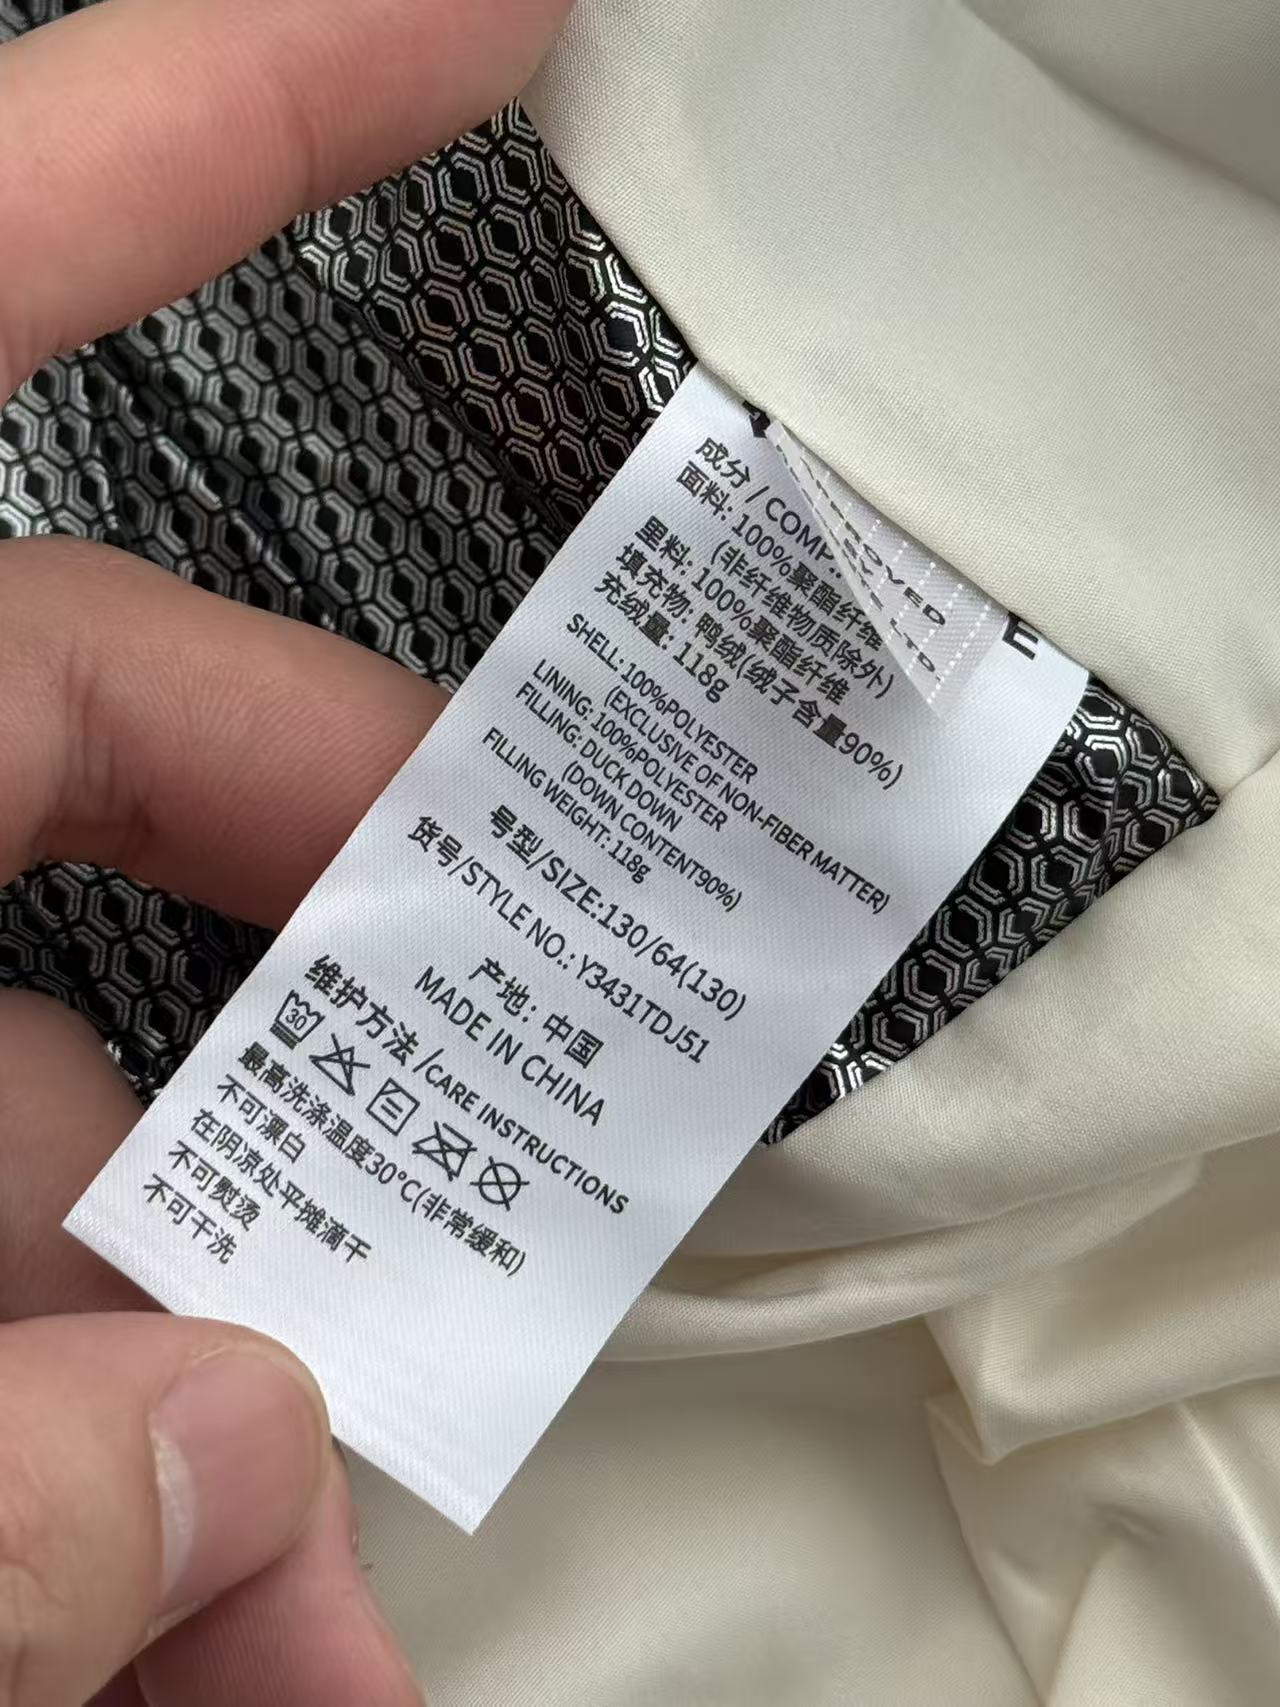 成分 / COMP.:
面料: 100%聚酯纤维
(非纤维物质除外)
里料: 100%聚酯纤维
填充物: 鸭绒(绒子含量90%)
充绒量: 118g
SHELL: 100%POLYESTER
(EXCLUSIVE OF NON-FIBER MATTER)
LINING: 100%POLYESTER
FILLING: DUCK DOWN
(DOWN CONTENT90%)
FILLING WEIGHT: 118g
号型/SIZE:130/64(130)
货号/STYLE NO.: Y3431TDJ51
产地: 中国
MADE IN CHINA
维护方法 /CARE INSTRUCTIONS
30
最高洗涤温度30°C(非常缓和)
不可漂白
在阴凉处平摊滴干
不可熨烫
不可干洗
LTD
E